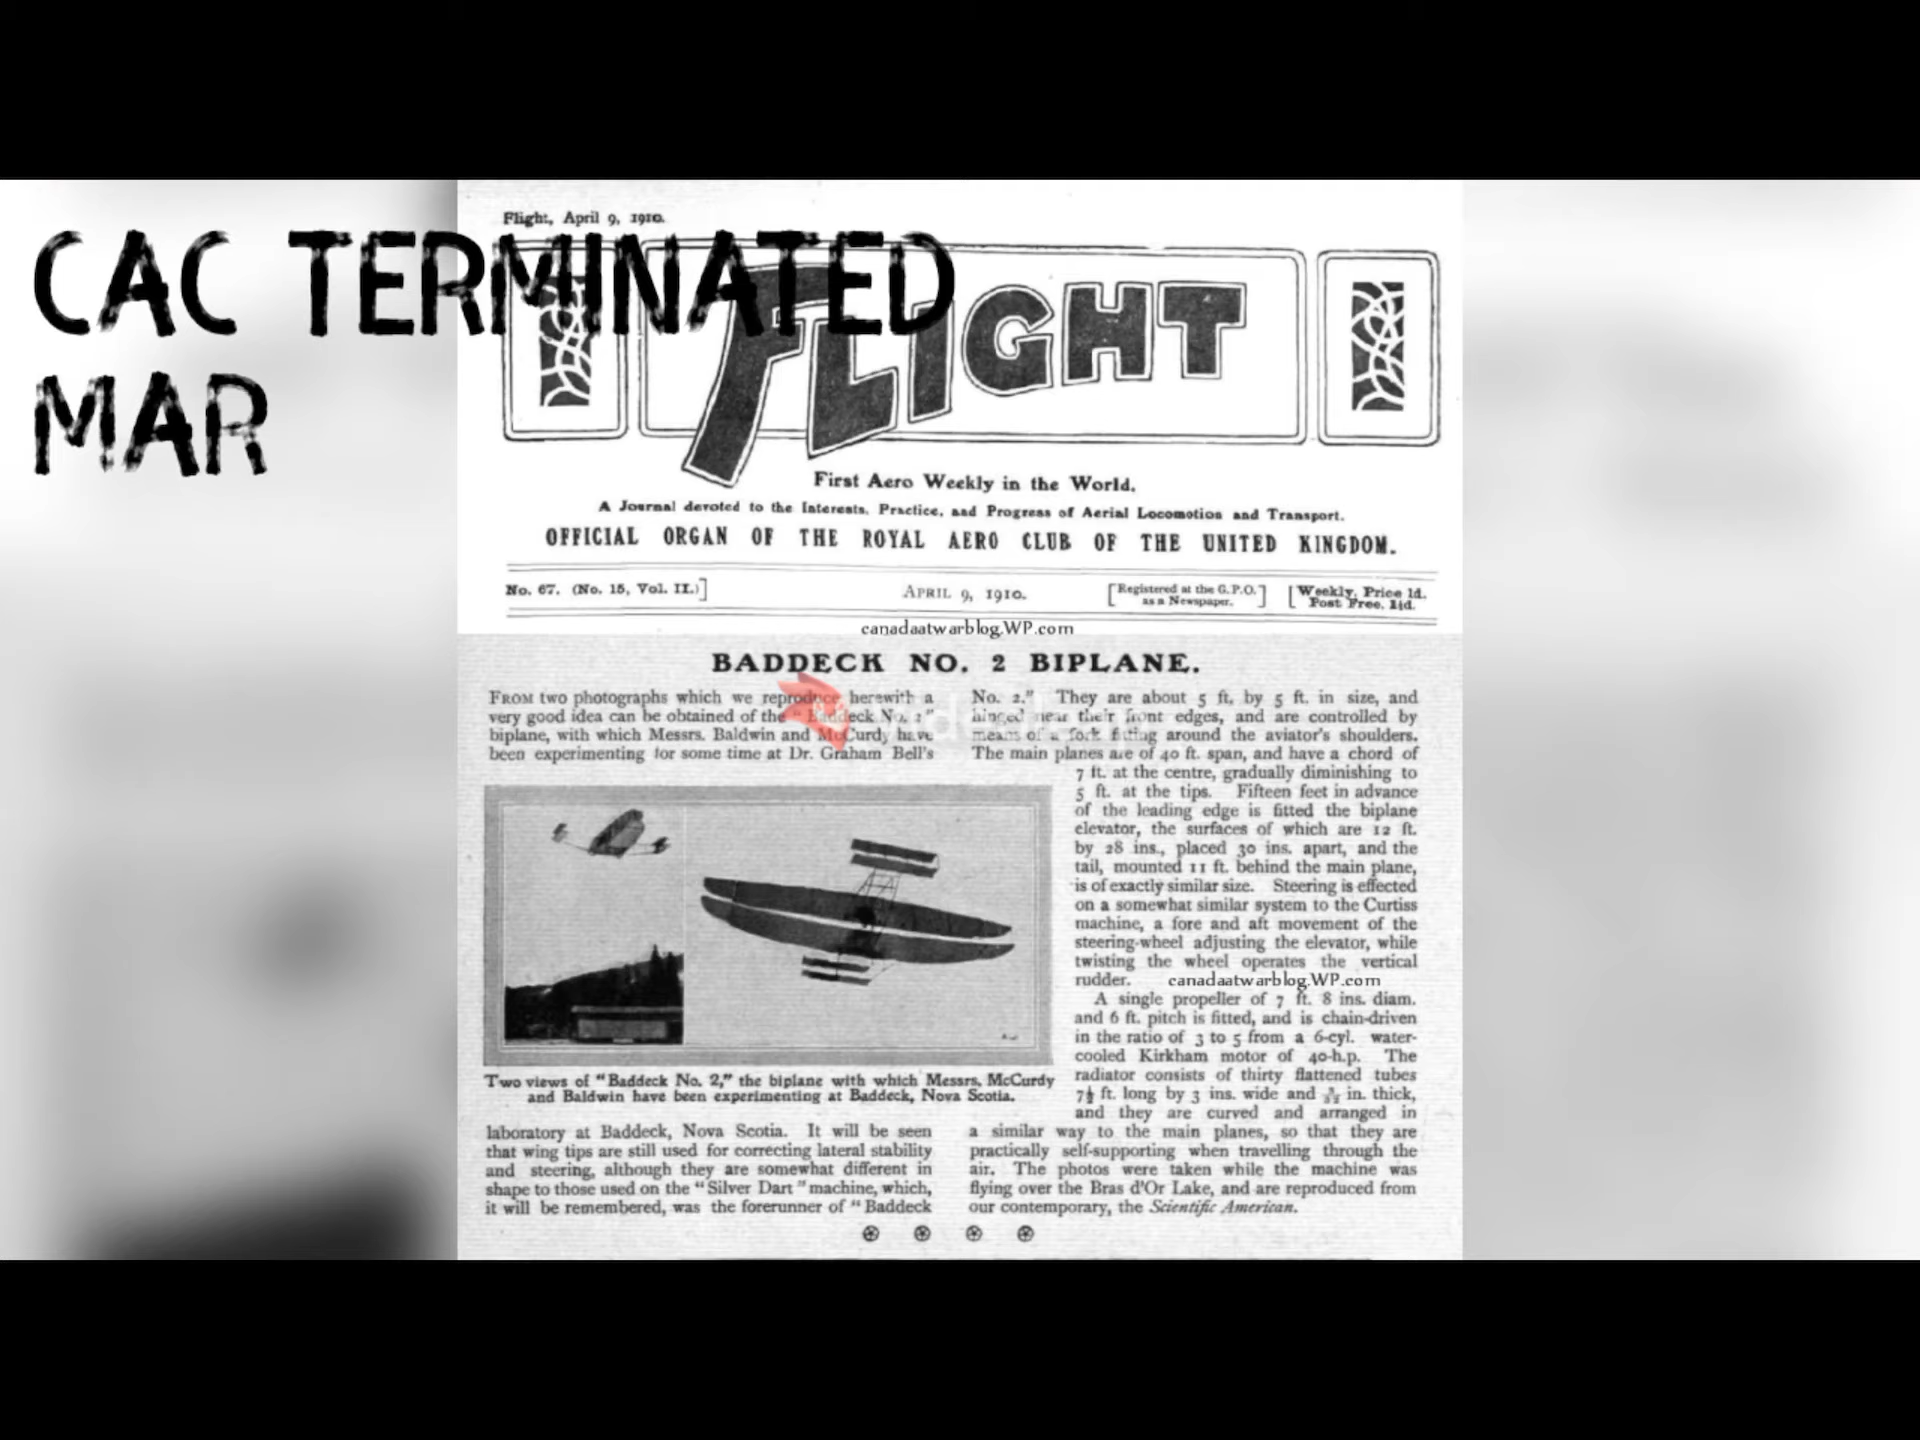 CAC TERMINATED
MAR
Flight, April 9, 1910.
FLIGHT
First Aero Weekly in the World.
A Journal devoted to the Interests, Practice, and Progress of Aerial Locomotion and Transport.
OFFICIAL ORGAN OF THE ROYAL AERO CLUB OF THE UNITED KINGDOM.
No. 67. (No. 15, Vol. II.)]
APRIL 9, 1910.
[Registered at the G.P.O.
as a Newspaper.]
[Weekly, Price 1d.
Post Free, 1½d.
canadaatwarblog.WP.com
BADDECK NO. 2 BIPLANE.
FROM two photographs which we reproduce herewith a
very good idea can be obtained of the "Baddeck No. 2"
biplane, with which Messrs. Baldwin and McCurdy have
been experimenting for some time at Dr. Graham Bell's
Two views of "Baddeck No. 2," the biplane with which Messrs. McCurdy
and Baldwin have been experimenting at Baddeck, Nova Scotia.
laboratory at Baddeck, Nova Scotia. It will be seen
that wing tips are still used for correcting lateral stability
and steering, although they are somewhat different in
shape to those used on the "Silver Dart" machine, which,
it will be remembered, was the forerunner of "Baddeck
No. 2." They are about 5 ft. by 5 ft. in size, and
hinged near their front edges, and are controlled by
means of a fork fitting around the aviator's shoulders.
The main planes are of 40 ft. span, and have a chord of
7 ft. at the centre, gradually diminishing to
5 ft. at the tips. Fifteen feet in advance
of the leading edge is fitted the biplane
elevator, the surfaces of which are 12 ft.
by 28 ins., placed 30 ins. apart, and the
tail, mounted 11 ft. behind the main plane,
is of exactly similar size. Steering is effected
on a somewhat similar system to the Curtiss
machine, a fore and aft movement of the
steering-wheel adjusting the elevator, while
twisting the wheel operates the vertical
rudder.
canadaatwarblog.WP.com
A single propeller of 7 ft. 8 ins. diam.
and 6 ft. pitch is fitted, and is chain-driven
in the ratio of 3 to 5 from a 6-cyl. water-
cooled Kirkham motor of 40-h.p. The
radiator consists of thirty flattened tubes
7½ ft. long by 3 ins. wide and in. thick,
and they are curved and arranged in
a similar way to the main planes, so that they are
practically self-supporting when travelling through the
air. The photos were taken while the machine was
flying over the Bras d'Or Lake, and are reproduced from
our contemporary, the Scientific American.